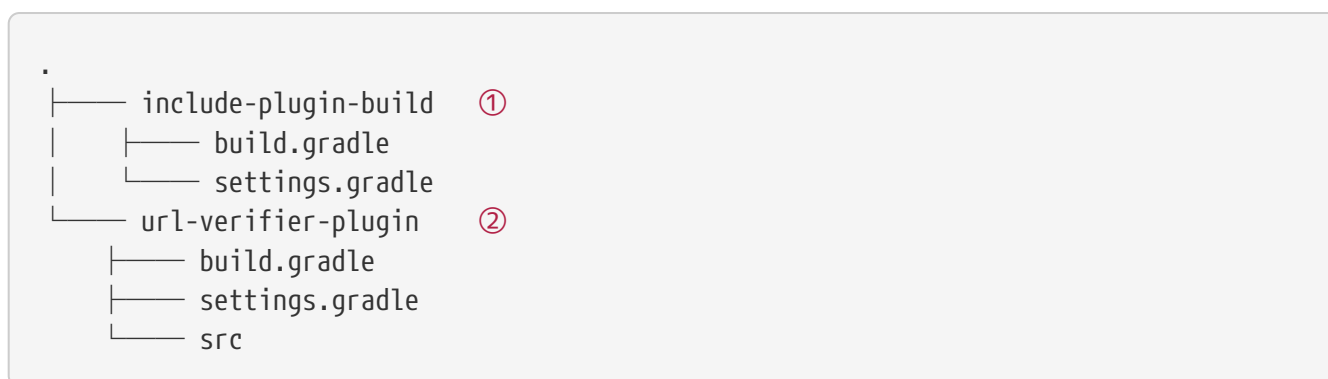 .
├── include-plugin-build ①
│   ├── build.gradle
│   └── settings.gradle
└── url-verifier-plugin ②
    ├── build.gradle
    ├── settings.gradle
    └── src